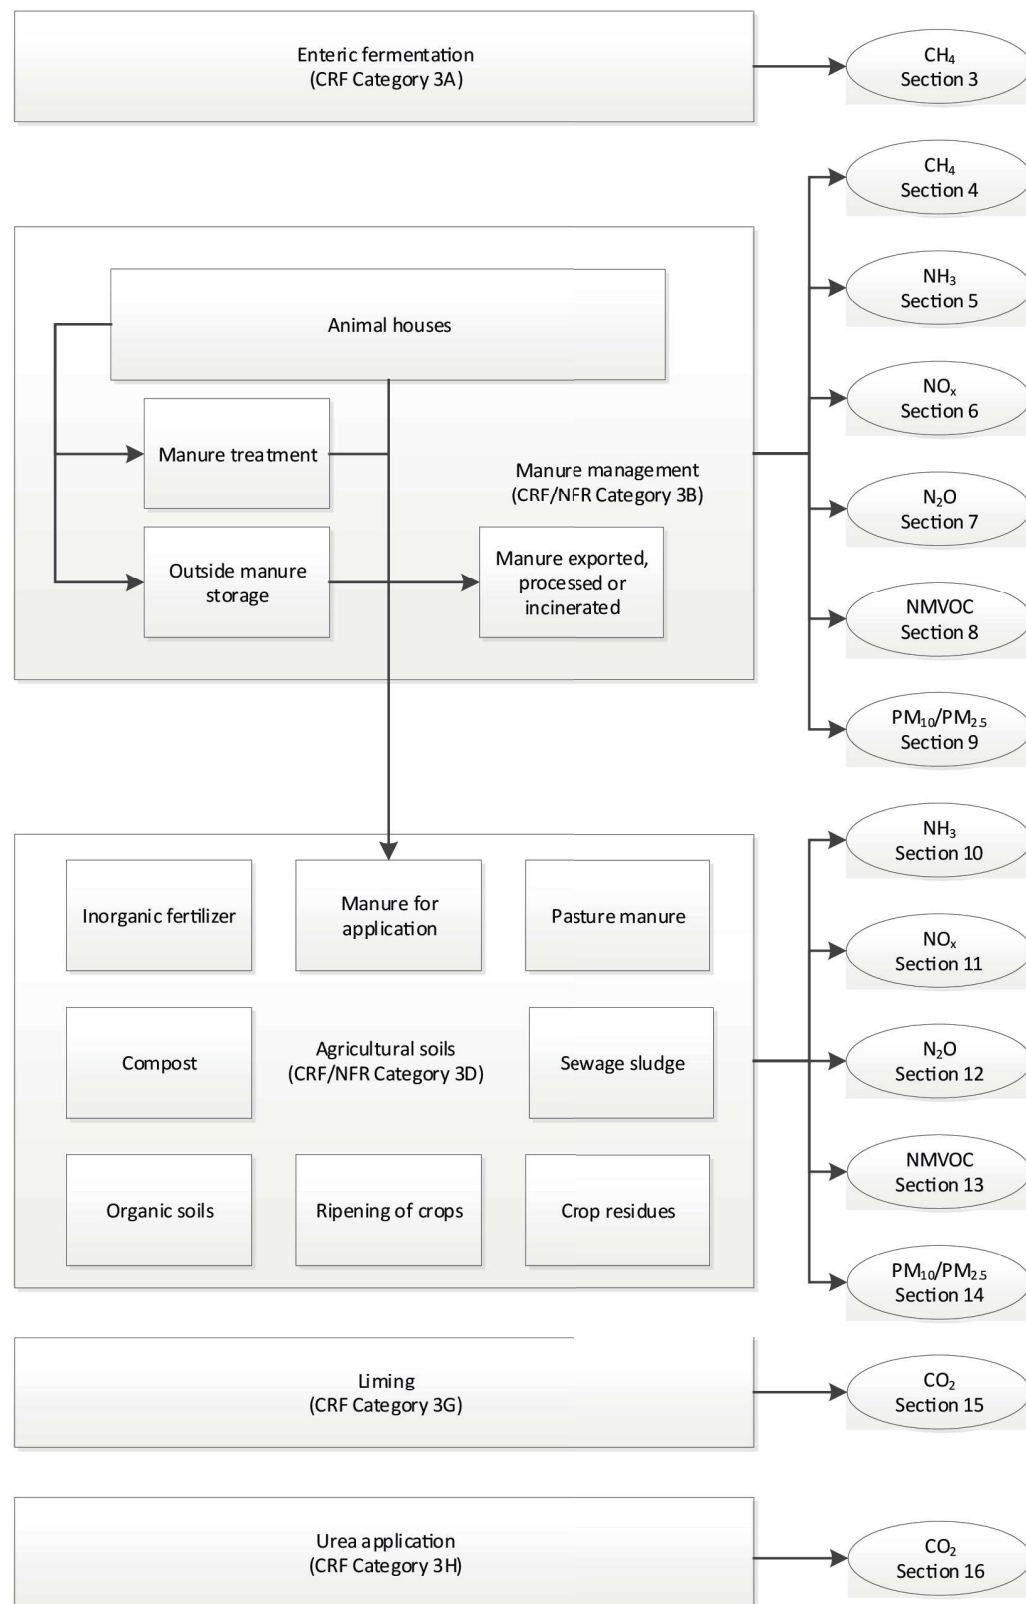 Enteric fermentation
(CRF Category 3A)
CH₄
Section 3
CH₄
Section 4
NH₃
Section 5
NOₓ
Section 6
N₂O
Section 7
NMVOC
Section 8
PM₁₀/PM₂.₅
Section 9
Animal houses
Manure treatment
Manure management
(CRF/NFR Category 3B)
Outside manure
storage
Manure exported,
processed or
incinerated
NH₃
Section 10
NOₓ
Section 11
N₂O
Section 12
NMVOC
Section 13
PM₁₀/PM₂.₅
Section 14
Inorganic fertilizer
Manure for
application
Pasture manure
Compost
Agricultural soils
(CRF/NFR Category 3D)
Sewage sludge
Organic soils
Ripening of crops
Crop residues
Liming
(CRF Category 3G)
CO₂
Section 15
Urea application
(CRF Category 3H)
CO₂
Section 16